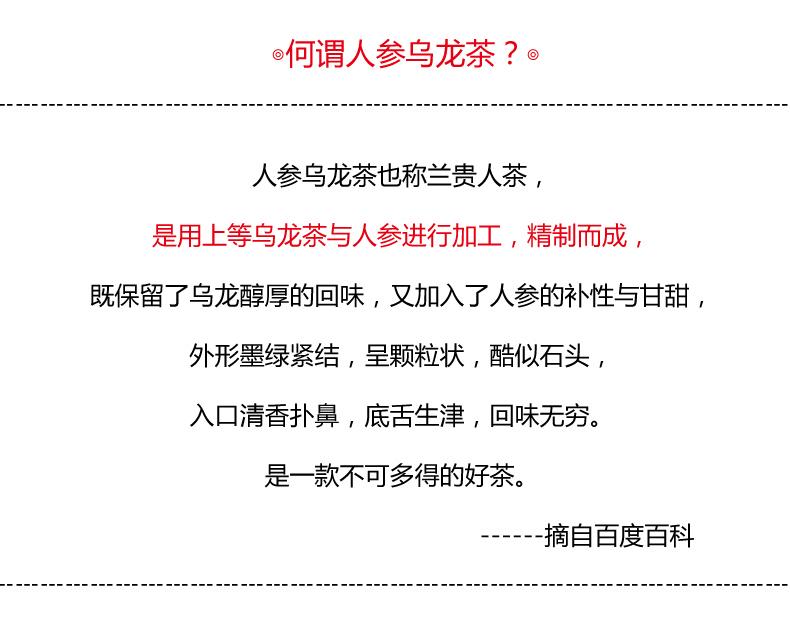 ⊙何谓人参乌龙茶？⊙
人参乌龙茶也称兰贵人茶，
是用上等乌龙茶与人参进行加工，精制而成，
既保留了乌龙醇厚的回味，又加入了人参的补性与甘甜，
外形墨绿紧结，呈颗粒状，酷似石头，
入口清香扑鼻，底舌生津，回味无穷。
是一款不可多得的好茶。
------摘自百度百科